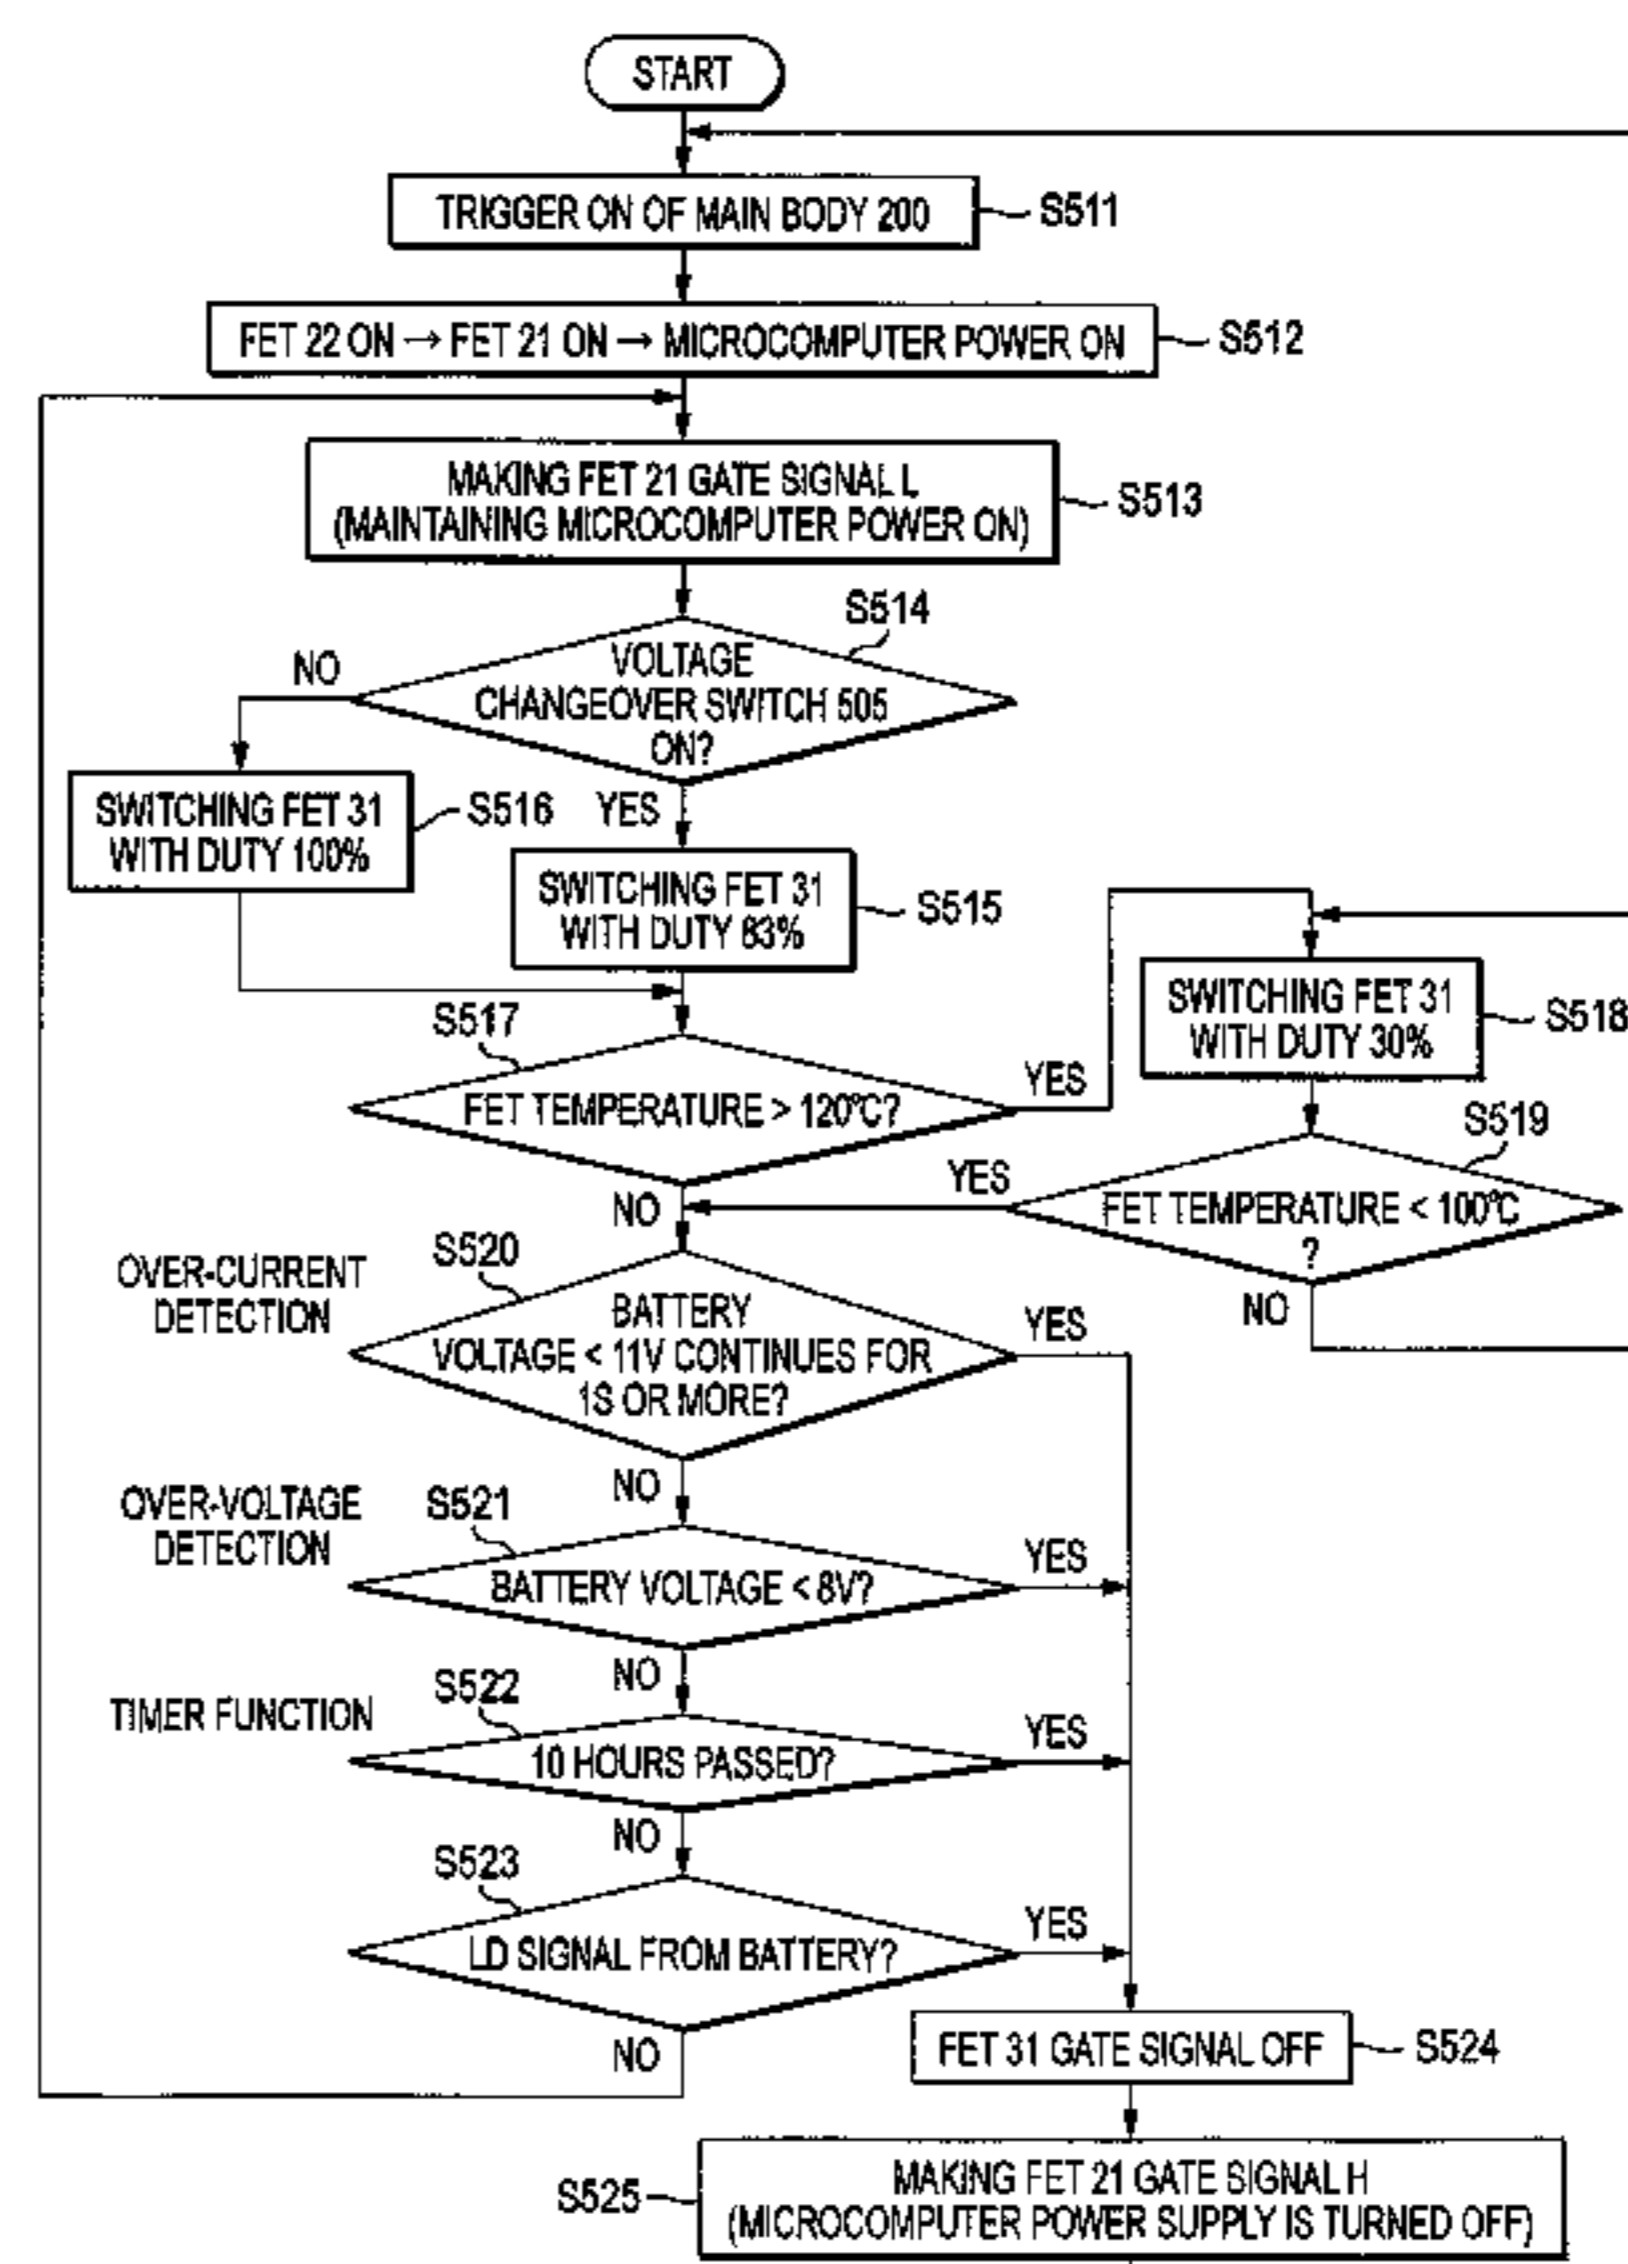 START
TRIGGER ON OF MAIN BODY 200
S511
FET 22 ON → FET 21 ON → MICROCOMPUTER POWER ON
S512
MAKING FET 21 GATE SIGNAL L
(MAINTAINING MICROCOMPUTER POWER ON)
S513
S514
VOLTAGE
CHANGEOVER SWITCH 505
ON?
NO
YES
SWITCHING FET 31
WITH DUTY 100%
S516
SWITCHING FET 31
WITH DUTY 83%
S515
S517
FET TEMPERATURE > 120°C?
YES
NO
SWITCHING FET 31
WITH DUTY 30%
S518
S519
FET TEMPERATURE < 100°C
?
YES
NO
OVER-CURRENT
DETECTION
S520
BATTERY
VOLTAGE < 11V CONTINUES FOR
1S OR MORE?
YES
NO
OVER-VOLTAGE
DETECTION
S521
BATTERY VOLTAGE < 8V?
YES
NO
TIMER FUNCTION
S522
10 HOURS PASSED?
YES
NO
S523
LD SIGNAL FROM BATTERY?
YES
NO
FET 31 GATE SIGNAL OFF
S524
S525
MAKING FET 21 GATE SIGNAL H
(MICROCOMPUTER POWER SUPPLY IS TURNED OFF)